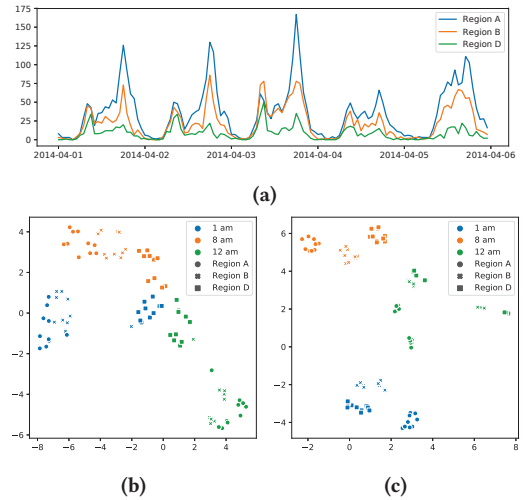 175
150
125
100
75
50
25
0
Region A
Region B
Region D
2014-04-01 2014-04-02 2014-04-03 2014-04-04 2014-04-05 2014-04-06
(a)
4
2
0
−2
−4
−6
1 am
8 am
12 am
Region A
Region B
Region D
−8 −6 −4 −2 0 2 4
(b)
6
4
2
0
−2
−4
1 am
8 am
12 am
Region A
Region B
Region D
−2 0 2 4 6 8
(c)